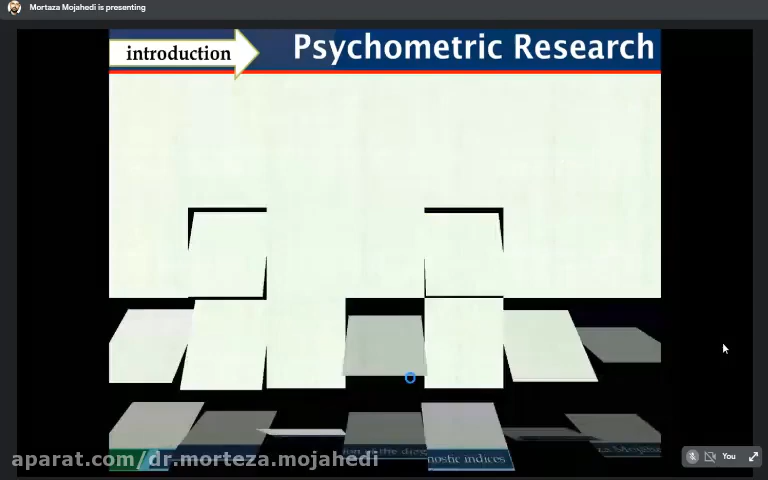 Mortaza Mojahedi is presenting
introduction
Psychometric Research
nostic indices
aparat.com/dr.morteza.mojahedi
You